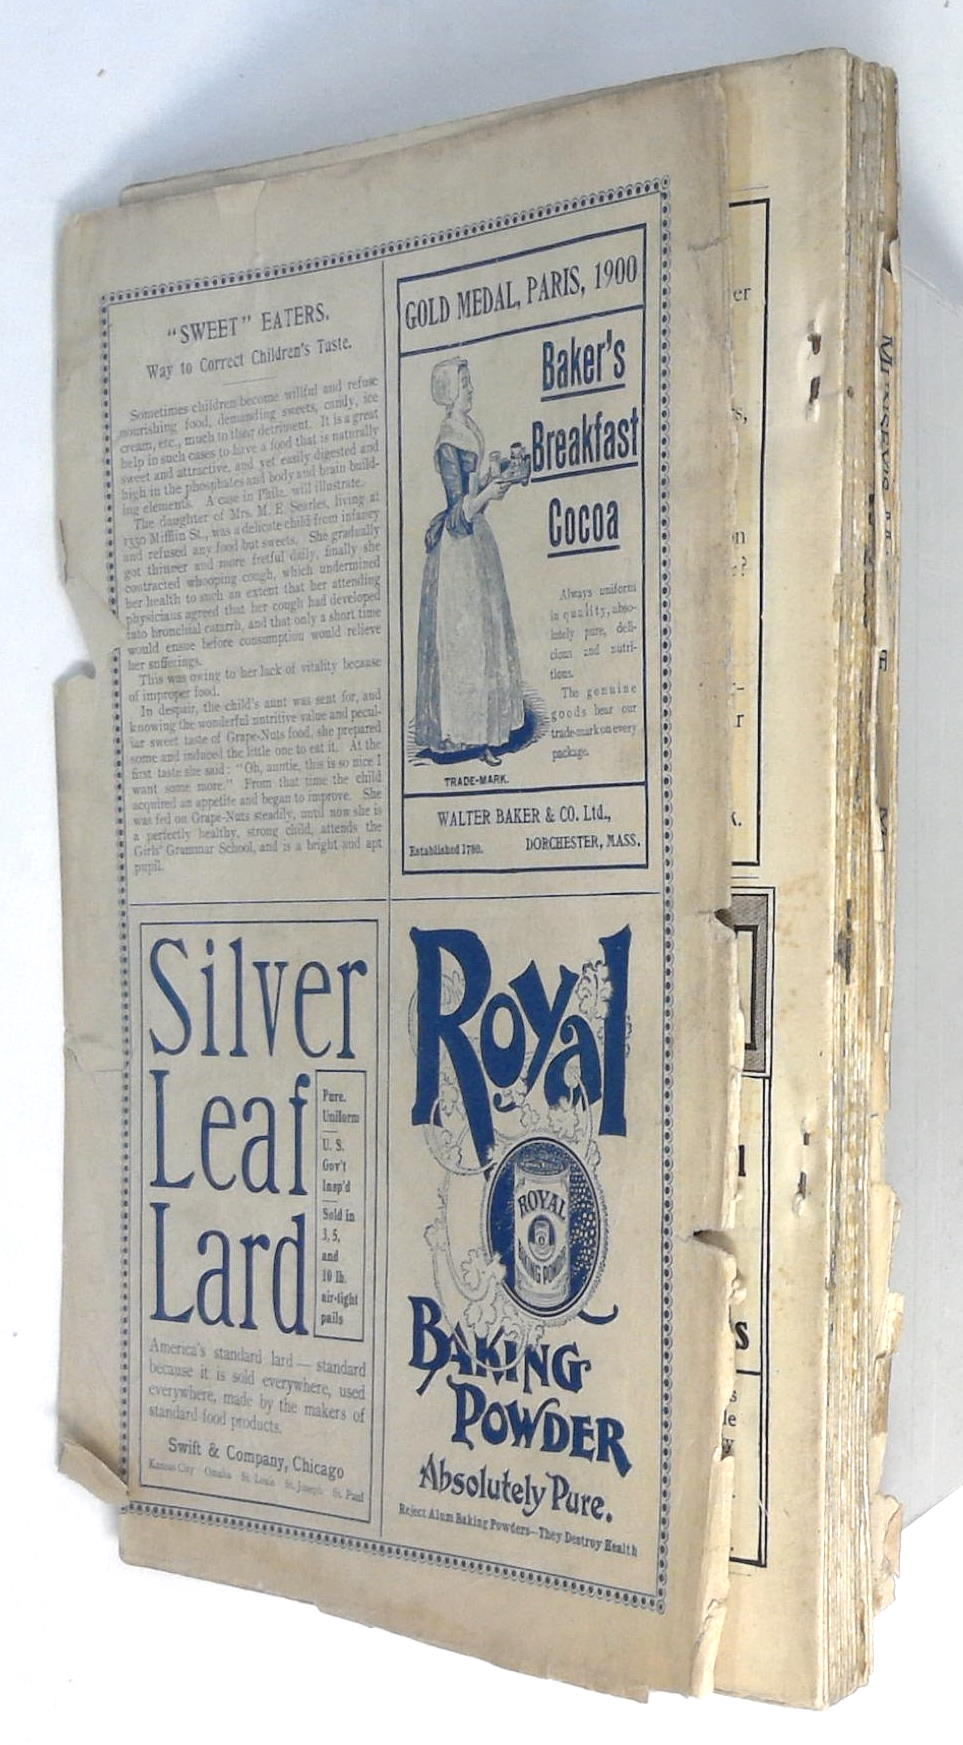 "SWEET" EATERS.
Way to Correct Children's Taste.
Sometimes children become willful and refuse
nourishing food, demanding sweets, candy, ice
cream, etc., much to their detriment. It is a great
help in such cases to have a food that is naturally
sweet and attractive, and yet easily digested and
high in the phosphates and body and brain build-
ing elements. A case in Phila. will illustrate.
The daughter of Mrs. M. E. Searles, living at
1330 Mifflin St., was a delicate child from infancy
and refused any food but sweets. She gradually
got thinner and more fretful daily, finally she
contracted whooping cough, which undermined
her health to such an extent that her attending
physicians agreed that her cough had developed
into bronchial catarrh, and that only a short time
would ensue before consumption would relieve
her sufferings.
This was owing to her lack of vitality because
of improper food.
In despair, the child's aunt was sent for, and
knowing the wonderful nutritive value and pecul-
iar sweet taste of Grape-Nuts food, she prepared
some and induced the little one to eat it. At the
first taste she said: "Oh, auntie, this is so nice I
want some more." From that time the child
acquired an appetite and began to improve. She
was fed on Grape-Nuts steadily, until now she is
a perfectly healthy, strong child, attends the
Girls' Grammar School, and is a bright and apt
pupil.
GOLD MEDAL, PARIS, 1900
Baker's
Breakfast
Cocoa
Always uniform
in quality, abso-
lutely pure, deli-
cious and nutri-
tious.
The genuine
goods bear our
trade-mark on every
package.
TRADE-MARK.
WALTER BAKER & CO. Ltd.,
Established 1780. DORCHESTER, MASS.
Silver
Leaf
Lard
Pure.
Uniform
U. S.
Gov't
Insp'd
Sold in
3, 5,
and
10 lb.
air-tight
pails
America's standard lard — standard
because it is sold everywhere, used
everywhere, made by the makers of
standard food products.
Swift & Company, Chicago
Kansas City Omaha St. Louis St. Joseph St. Paul
Royal
ROYAL
BAKING POWDER
BAKING
POWDER
Absolutely Pure.
Reject Alum Baking Powders—They Destroy Health